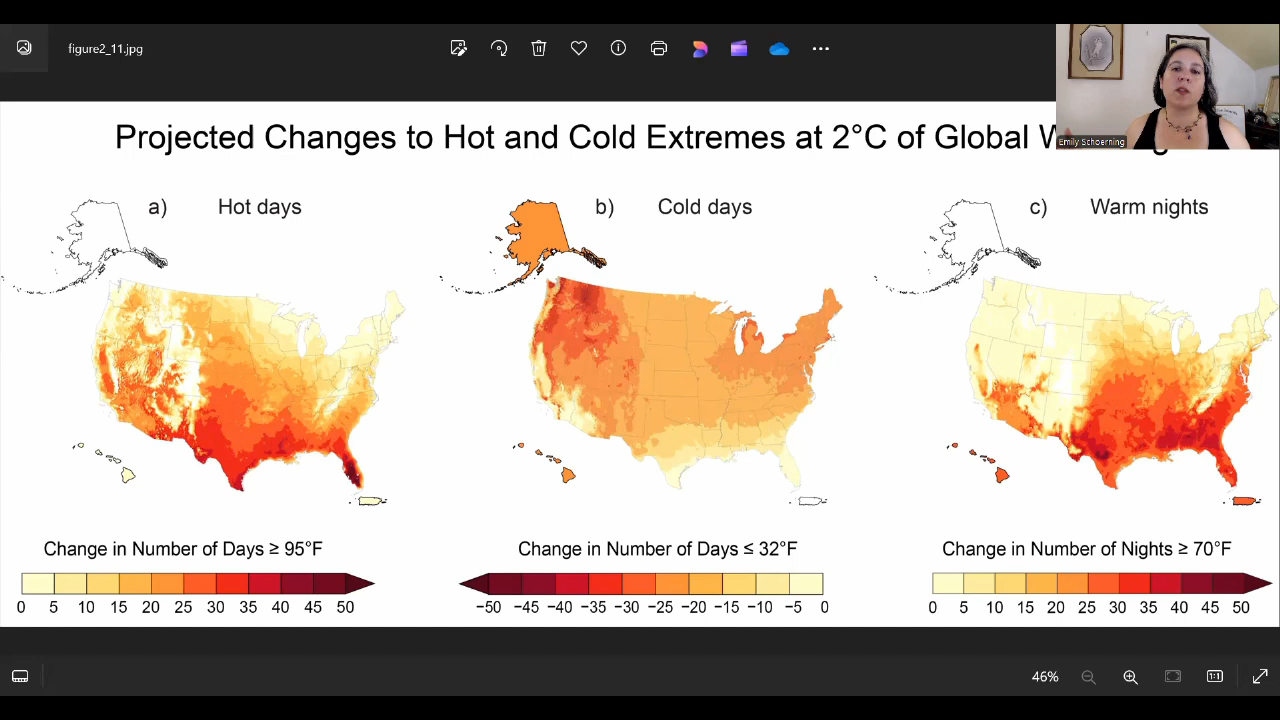 figure2_11.jpg
Emily Schoerning
Projected Changes to Hot and Cold Extremes at 2°C of Global
a) Hot days
b) Cold days
c) Warm nights
Change in Number of Days ≥ 95°F
0 5 10 15 20 25 30 35 40 45 50
Change in Number of Days ≤ 32°F
−50 −45 −40 −35 −30 −25 −20 −15 −10 −5 0
Change in Number of Nights ≥ 70°F
0 5 10 15 20 25 30 35 40 45 50
46%
1:1